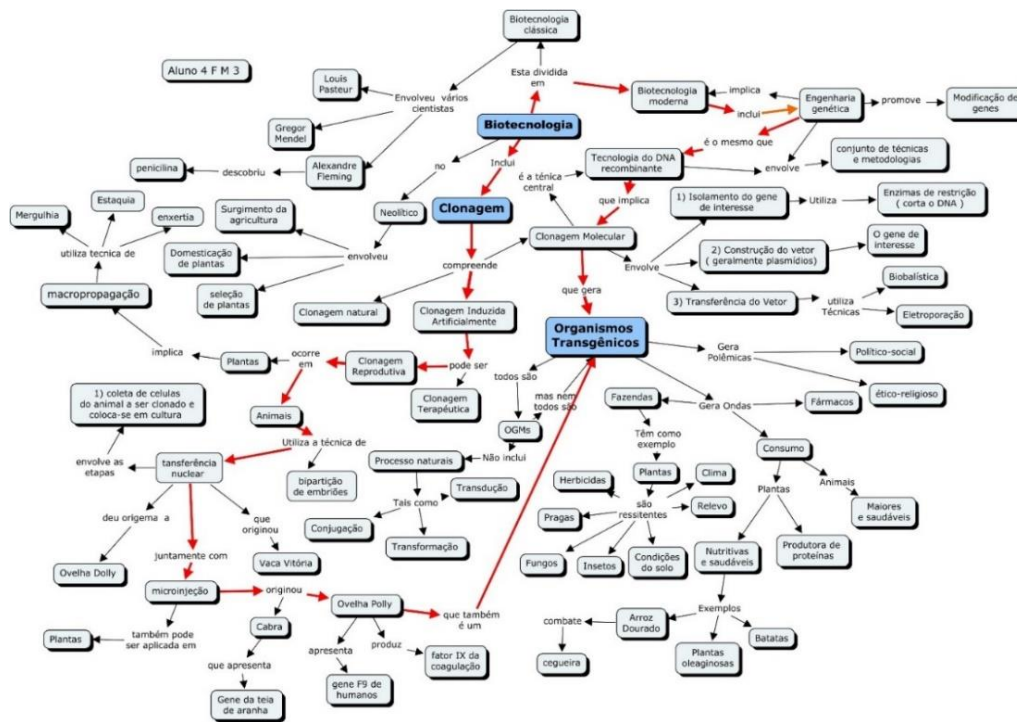 Biotecnologia
clássica
Aluno 4 F M 3
Louis
Pasteur
Envolveu vários
cientistas
Esta dividida
em
Biotecnologia
moderna
implica
inclui
Engenharia
genética
promove
Modificação de
genes
Gregor
Mendel
Biotecnologia
é o mesmo que
penicilina
descobriu
Alexandre
Fleming
no
Inclui
é a ténica
central
Tecnologia do DNA
recombinante
envolve
conjunto de técnicas
e metodologias
Estaquia
Mergulhia
enxertia
Surgimento da
agricultura
Neolítico
Clonagem
que implica
1) Isolamento do gene
de interesse
Utiliza
Enzimas de restrição
( corta o DNA )
utiliza tecnica de
Domesticação
de plantas
envolveu
compreende
Clonagem Molecular
Envolve
2) Construção do vetor
( geralmente plasmídios)
O gene de
interesse
macropropagação
seleção
de plantas
Clonagem natural
Clonagem Induzida
Artificialmente
que gera
3) Transferência do Vetor
utiliza
Técnicas
Biobalística
Eletroporação
Organismos
Transgênicos
implica
Plantas
ocorre
em
Clonagem
Reprodutiva
pode ser
Clonagem
Terapéutica
todos são
mas nem
todos são
Gera
Polêmicas
Político-social
ético-religioso
1) coleta de celulas
do animal a ser clonado e
coloca-se em cultura
Animais
OGMs
Fazendas
Gera Ondas
Fármacos
Utiliza a técnica de
Não inclui
Têm como
exemplo
Consumo
envolve as
etapas
tansferência
nuclear
bipartição
de embriões
Processo naturais
Transdução
Tais como
Conjugação
Transformação
Plantas
Herbicidas
Clima
são
ressitentes
Pragas
Relevo
Fungos
Insetos
Condições
do solo
Plantas
Animais
Maiores
e saudáveis
Nutritivas
e saudáveis
Produtora de
proteínas
deu origema a
que
originou
juntamente com
Ovelha Dolly
Vaca Vitória
microinjeção
originou
Ovelha Polly
que também
é um
Plantas
também pode
ser aplicada em
Cabra
que apresenta
Gene da teia
de aranha
apresenta
produz
gene F9 de
humanos
fator IX da
coagulação
Exemplos
combate
Arroz
Dourado
Batatas
cegueira
Plantas
oleaginosas